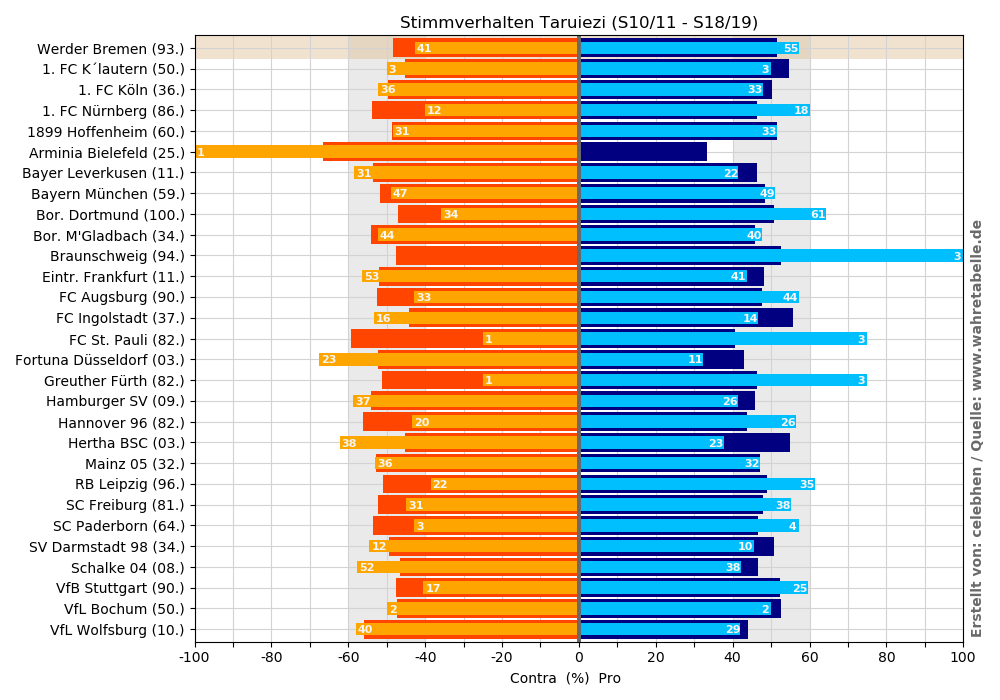 Stimmverhalten Taruiezi (S10/11 - S18/19)
Werder Bremen (93.) 41 55
1. FC K´lautern (50.) 3 3
1. FC Köln (36.) 36 33
1. FC Nürnberg (86.) 12 18
1899 Hoffenheim (60.) 31 33
Arminia Bielefeld (25.) 1
Bayer Leverkusen (11.) 31 22
Bayern München (59.) 47 49
Bor. Dortmund (100.) 34 61
Bor. M'Gladbach (34.) 44 40
Braunschweig (94.) 3
Eintr. Frankfurt (11.) 53 41
FC Augsburg (90.) 33 44
FC Ingolstadt (37.) 16 14
FC St. Pauli (82.) 1 3
Fortuna Düsseldorf (03.) 23 11
Greuther Fürth (82.) 1 3
Hamburger SV (09.) 37 26
Hannover 96 (82.) 20 26
Hertha BSC (03.) 38 23
Mainz 05 (32.) 36 32
RB Leipzig (96.) 22 35
SC Freiburg (81.) 31 38
SC Paderborn (64.) 3 4
SV Darmstadt 98 (34.) 12 10
Schalke 04 (08.) 52 38
VfB Stuttgart (90.) 17 25
VfL Bochum (50.) 2 2
VfL Wolfsburg (10.) 40 29
-100 -80 -60 -40 -20 0 20 40 60 80 100
Contra (%) Pro
Erstellt von: celebhen / Quelle: www.wahretabelle.de